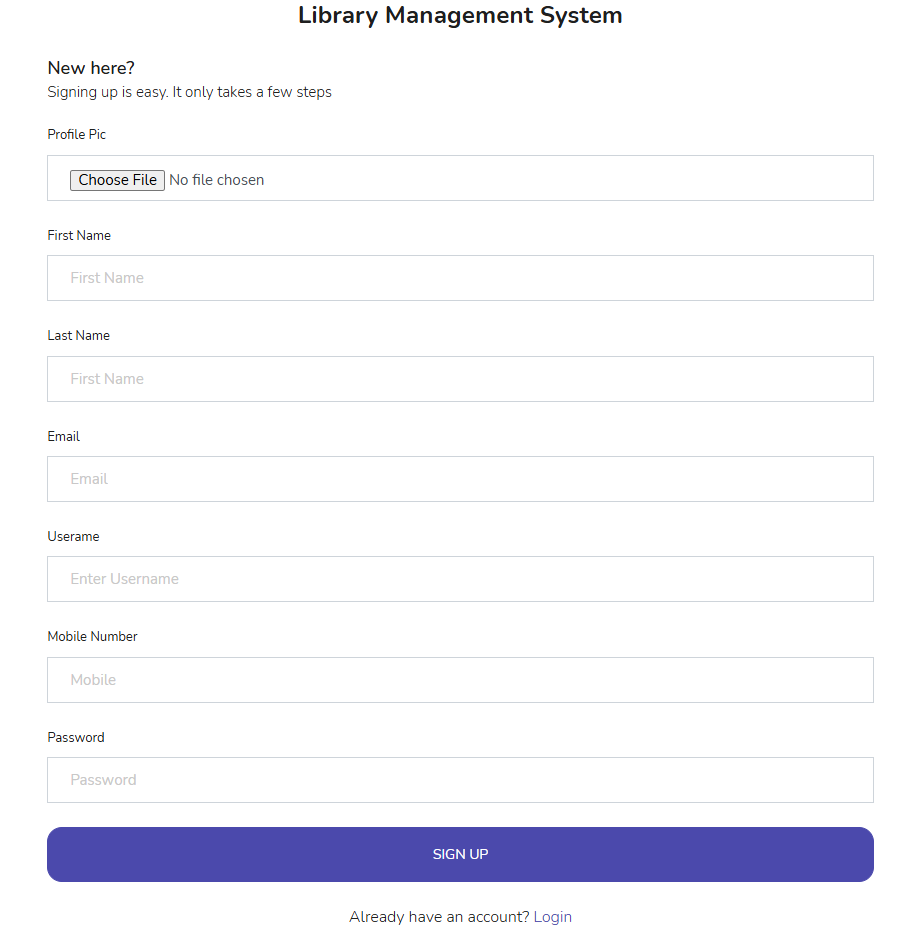 Library Management System
New here?
Signing up is easy. It only takes a few steps
Profile Pic
Choose File No file chosen
First Name
First Name
Last Name
First Name
Email
Email
Userame
Enter Username
Mobile Number
Mobile
Password
Password
SIGN UP
Already have an account? Login